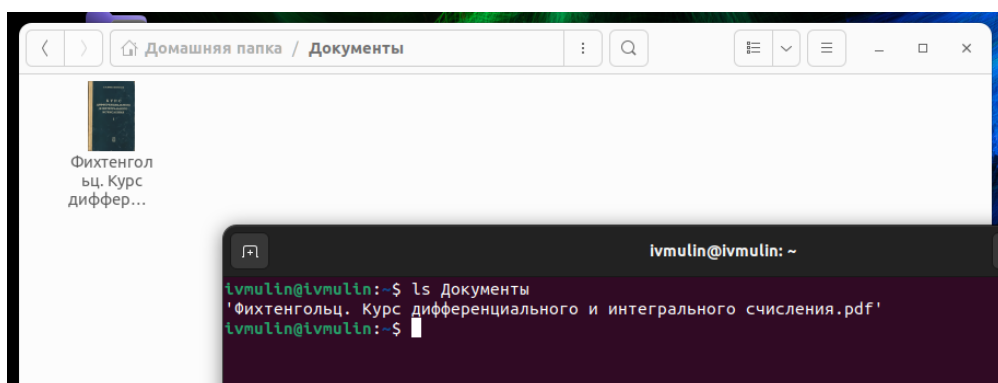 Домашняя папка / Документы
Фихтенгол
ьц. Курс
диффер...
ivmulin@ivmulin: ~
ivmulin@ivmulin:~$ ls Документы
'Фихтенгольц. Курс дифференциального и интегрального счисления.pdf'
ivmulin@ivmulin:~$